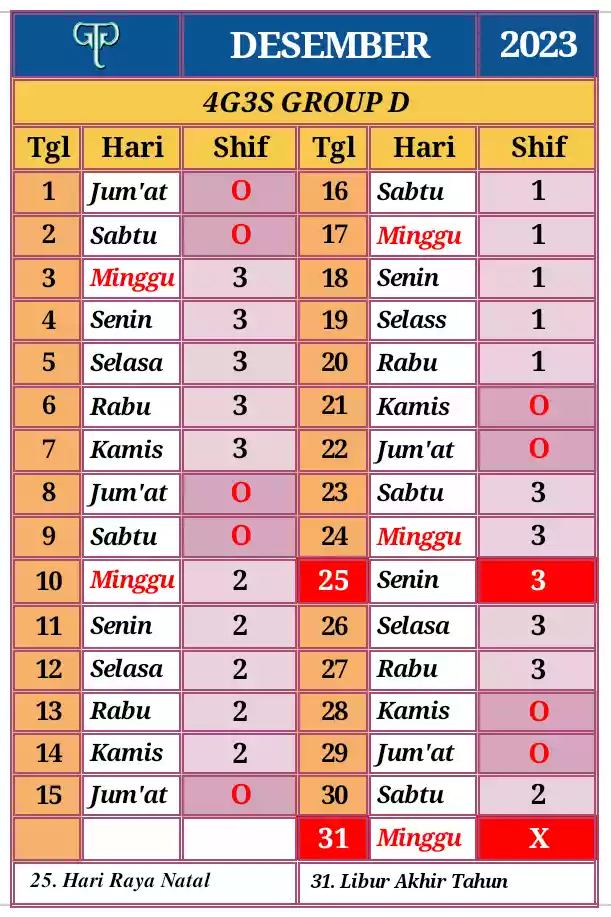 DESEMBER 2023
4G3S GROUP D
Tgl Hari Shif Tgl Hari Shif
1 Jum'at O 16 Sabtu 1
2 Sabtu O 17 Minggu 1
3 Minggu 3 18 Senin 1
4 Senin 3 19 Selass 1
5 Selasa 3 20 Rabu 1
6 Rabu 3 21 Kamis O
7 Kamis 3 22 Jum'at O
8 Jum'at O 23 Sabtu 3
9 Sabtu O 24 Minggu 3
10 Minggu 2 25 Senin 3
11 Senin 2 26 Selasa 3
12 Selasa 2 27 Rabu 3
13 Rabu 2 28 Kamis O
14 Kamis 2 29 Jum'at O
15 Jum'at O 30 Sabtu 2
31 Minggu X
25. Hari Raya Natal 31. Libur Akhir Tahun